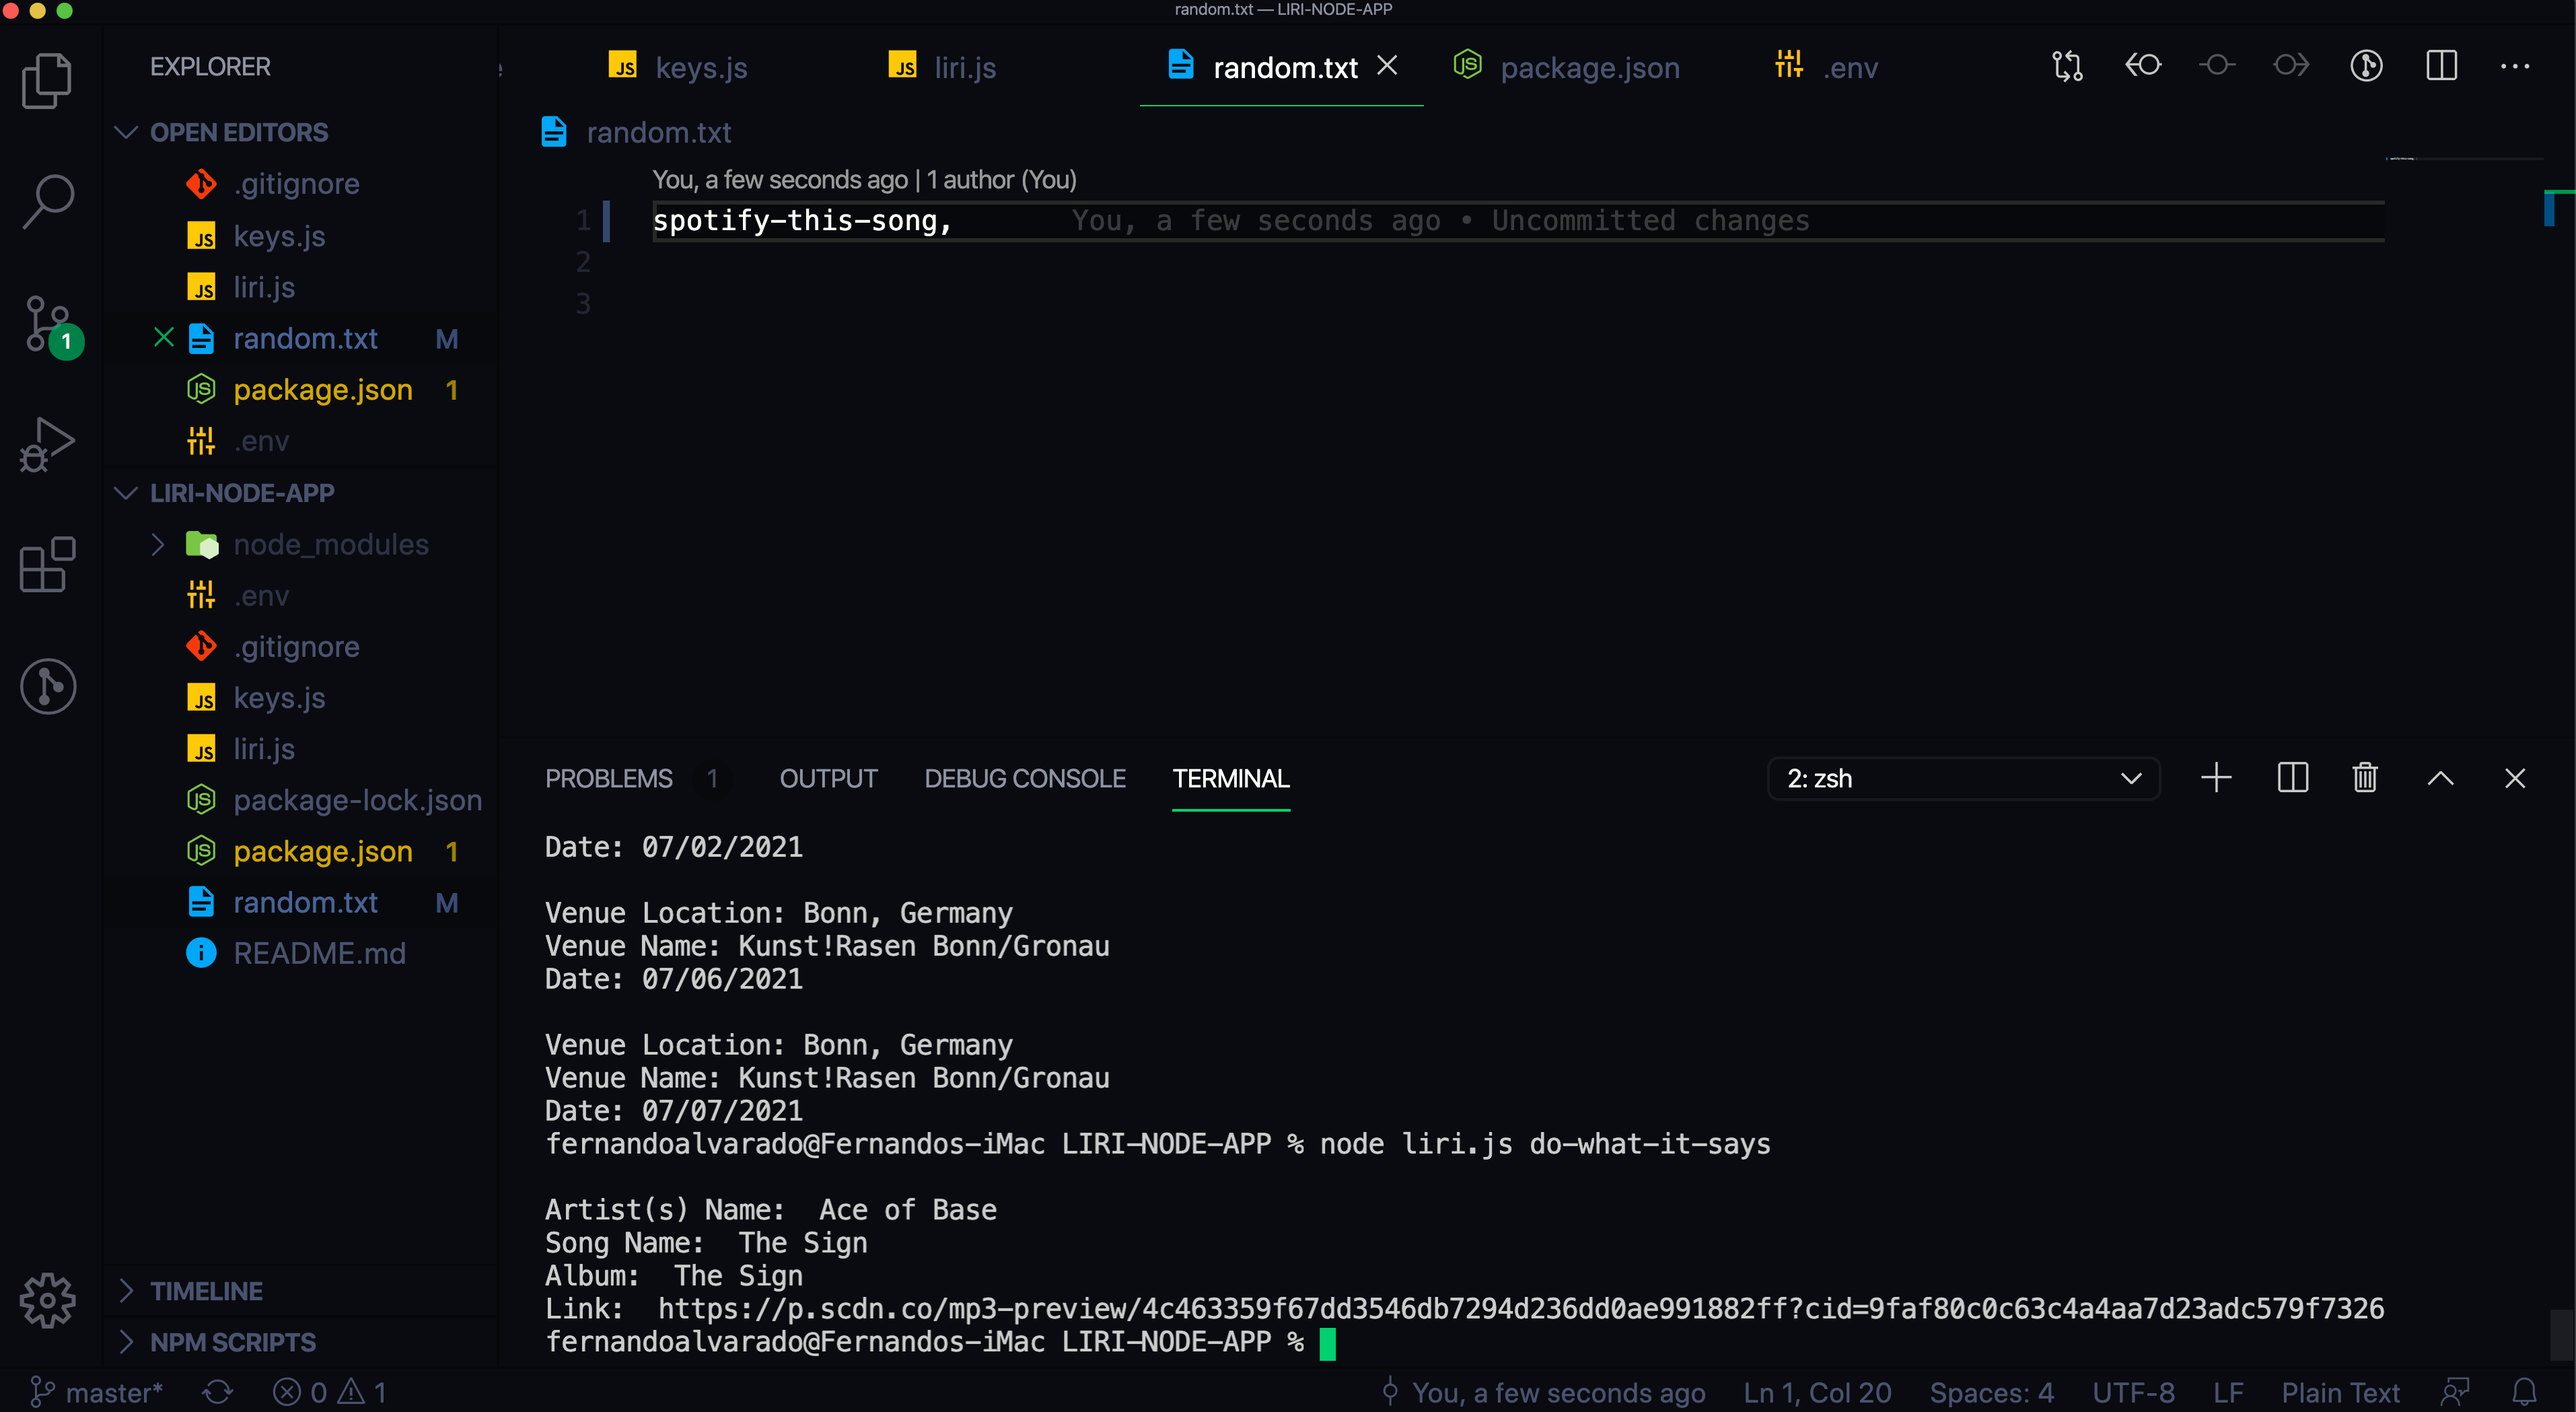 random.txt — LIRI-NODE-APP
EXPLORER
keys.js
liri.js
random.txt
package.json
.env
OPEN EDITORS
.gitignore
keys.js
liri.js
random.txt M
package.json 1
.env
LIRI-NODE-APP
node_modules
.env
.gitignore
keys.js
liri.js
package-lock.json
package.json 1
random.txt M
README.md
TIMELINE
NPM SCRIPTS
1
random.txt
You, a few seconds ago | 1 author (You)
1 spotify-this-song, You, a few seconds ago • Uncommitted changes
2
3
PROBLEMS 1 OUTPUT DEBUG CONSOLE TERMINAL 2: zsh
Date: 07/02/2021
Venue Location: Bonn, Germany
Venue Name: Kunst!Rasen Bonn/Gronau
Date: 07/06/2021
Venue Location: Bonn, Germany
Venue Name: Kunst!Rasen Bonn/Gronau
Date: 07/07/2021
fernandoalvarado@Fernandos-iMac LIRI-NODE-APP % node liri.js do-what-it-says
Artist(s) Name:  Ace of Base
Song Name:  The Sign
Album:  The Sign
Link:  https://p.scdn.co/mp3-preview/4c463359f67dd3546db7294d236dd0ae991882ff?cid=9faf80c0c63c4a4aa7d23adc579f7326
fernandoalvarado@Fernandos-iMac LIRI-NODE-APP %
master* 0 1 You, a few seconds ago Ln 1, Col 20 Spaces: 4 UTF-8 LF Plain Text